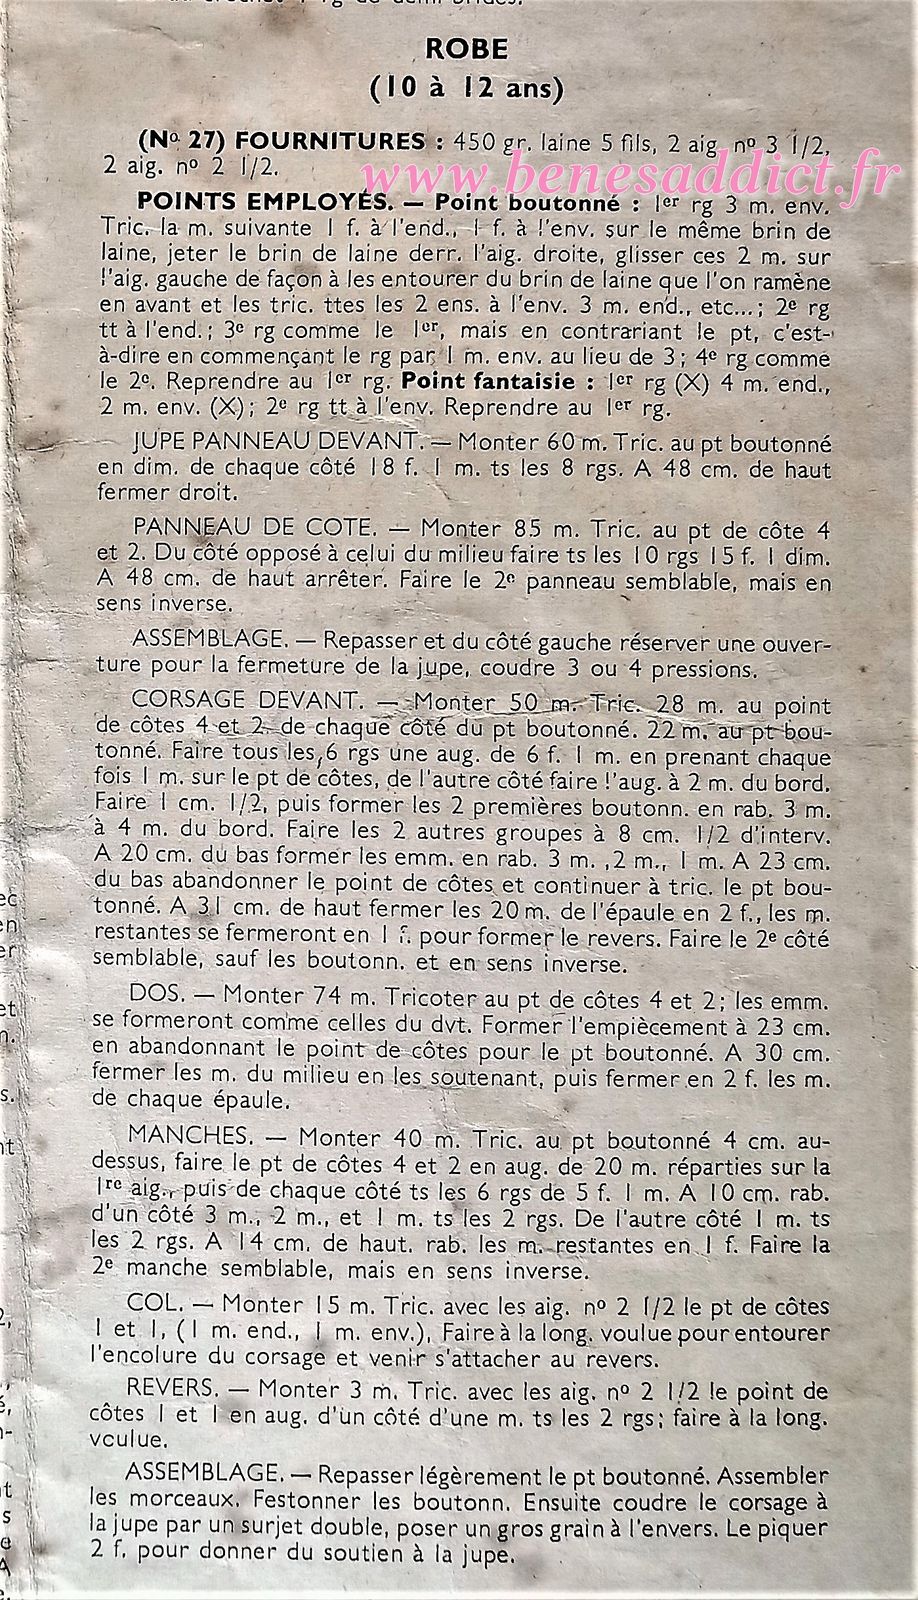 au crochet 1 rg de demi-brides.
ROBE
(10 à 12 ans)
(Nº 27) FOURNITURES : 450 gr. laine 5 fils, 2 aig. nº 3 1/2,
2 aig. nº 2 1/2.
www.benesaddict.fr
POINTS EMPLOYÉS. — Point boutonné : 1er rg 3 m. env.
Tric. la m. suivante 1 f. à l'end., 1 f. à l'env. sur le même brin de
laine, jeter le brin de laine derr. l'aig. droite, glisser ces 2 m. sur
l'aig. gauche de façon à les entourer du brin de laine que l'on ramène
en avant et les tric. ttes les 2 ens. à l'env. 3 m. end., etc...; 2e rg
tt à l'end.; 3e rg comme le 1er, mais en contrariant le pt, c'est-
à-dire en commençant le rg par 1 m. env. au lieu de 3; 4e rg comme
le 2e. Reprendre au 1er rg. Point fantaisie : 1er rg (X) 4 m. end.,
2 m. env. (X); 2e rg tt à l'env. Reprendre au 1er rg.
JUPE PANNEAU DEVANT. — Monter 60 m. Tric. au pt boutonné
en dim. de chaque côté 18 f. 1 m. ts les 8 rgs. A 48 cm. de haut
fermer droit.
PANNEAU DE COTE. — Monter 85 m. Tric. au pt de côte 4
et 2. Du côté opposé à celui du milieu faire ts les 10 rgs 15 f. 1 dim.
A 48 cm. de haut arrêter. Faire le 2e panneau semblable, mais en
sens inverse.
ASSEMBLAGE. — Repasser et du côté gauche réserver une ouver-
ture pour la fermeture de la jupe, coudre 3 ou 4 pressions.
CORSAGE DEVANT. — Monter 50 m. Tric. 28 m. au point
de côtes 4 et 2, de chaque côté du pt boutonné. 22 m. au pt bou-
tonné. Faire tous les 6 rgs une aug. de 6 f. 1 m. en prenant chaque
fois 1 m. sur le pt de côtes, de l'autre côté faire l'aug. à 2 m. du bord.
Faire 1 cm. 1/2, puis former les 2 premières boutonn. en rab. 3 m.
à 4 m. du bord. Faire les 2 autres groupes à 8 cm. 1/2 d'interv.
A 20 cm. du bas former les emm. en rab. 3 m. ,2 m., 1 m. A 23 cm.
du bas abandonner le point de côtes et continuer à tric. le pt bou-
tonné. A 31 cm. de haut fermer les 20 m. de l'épaule en 2 f., les m.
restantes se fermeront en 1 f. pour former le revers. Faire le 2e côté
semblable, sauf les boutonn. et en sens inverse.
DOS. — Monter 74 m. Tricoter au pt de côtes 4 et 2; les emm.
se formeront comme celles du dvt. Former l'empiècement à 23 cm.
en abandonnant le point de côtes pour le pt boutonné. A 30 cm.
fermer les m. du milieu en les soutenant, puis fermer en 2 f. les m.
de chaque épaule.
MANCHES. — Monter 40 m. Tric. au pt boutonné 4 cm. au-
dessus, faire le pt de côtes 4 et 2 en aug. de 20 m. réparties sur la
1re aig., puis de chaque côté ts les 6 rgs de 5 f. 1 m. A 10 cm. rab.
d'un côté 3 m., 2 m., et 1 m. ts les 2 rgs. De l'autre côté 1 m. ts
les 2 rgs. A 14 cm. de haut. rab. les m. restantes en 1 f. Faire la
2e manche semblable, mais en sens inverse.
COL. — Monter 15 m. Tric. avec les aig. nº 2 1/2 le pt de côtes
1 et 1, (1 m. end., 1 m. env.), Faire à la long. voulue pour entourer
l'encolure du corsage et venir s'attacher au revers.
REVERS. — Monter 3 m. Tric. avec les aig. nº 2 1/2 le point de
côtes 1 et 1 en aug. d'un côté d'une m. ts les 2 rgs; faire à la long.
vculue.
ASSEMBLAGE. — Repasser légèrement le pt boutonné. Assembler
les morceaux. Festonner les boutonn. Ensuite coudre le corsage à
la jupe par un surjet double, poser un gros grain à l'envers. Le piquer
2 f. pour donner du soutien à la jupe.